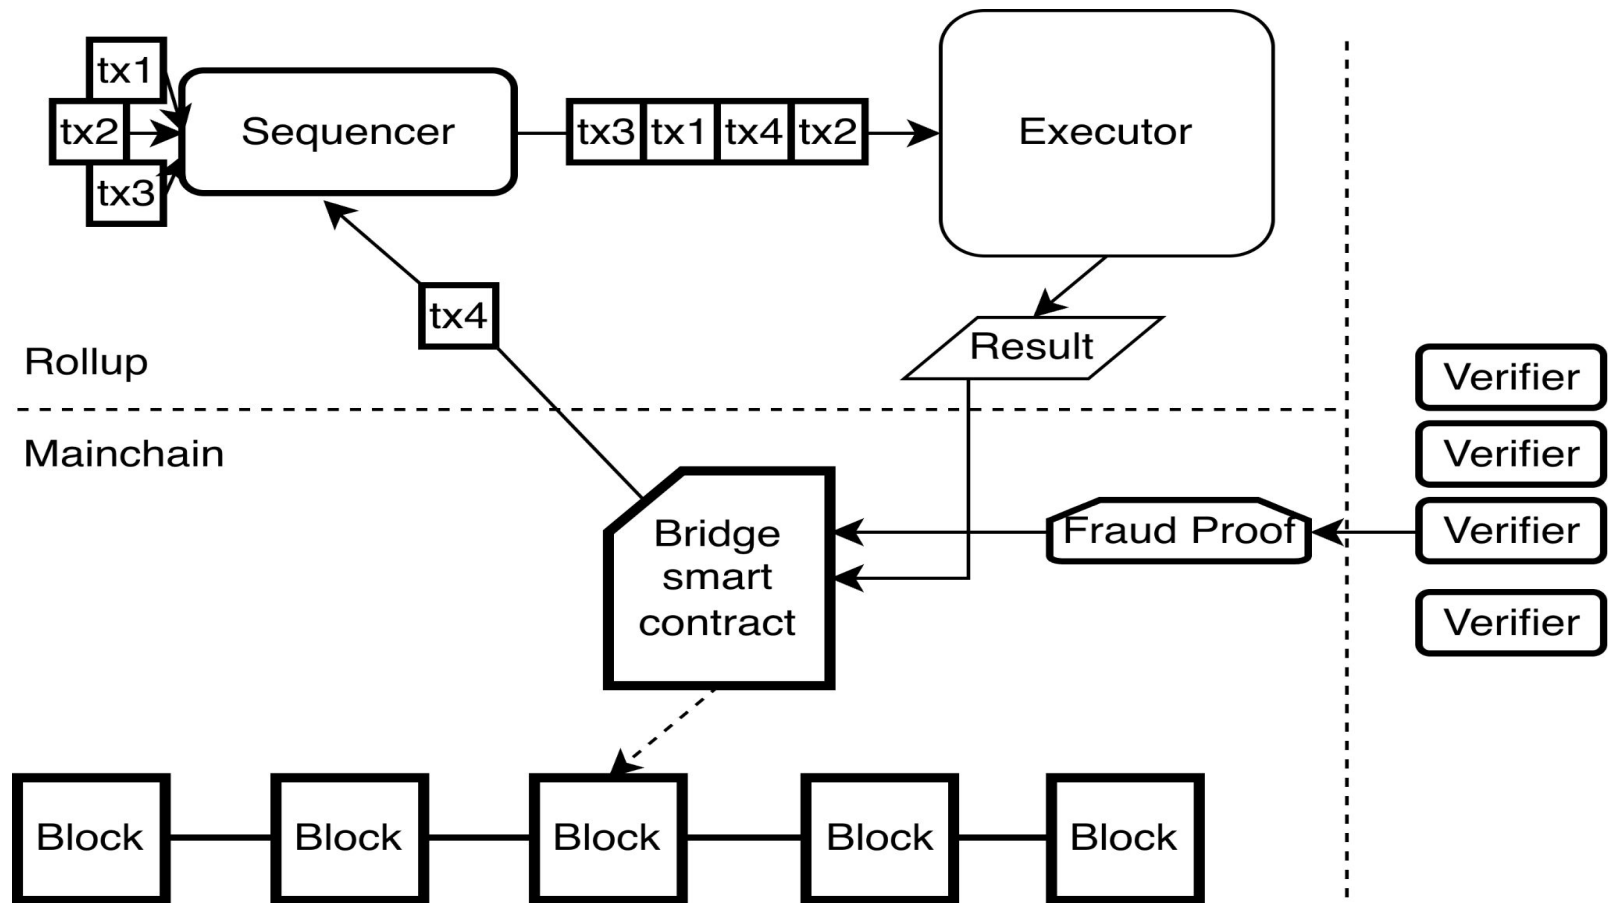 tx1
tx2
tx3
Sequencer
tx3 tx1 tx4 tx2
Executor
tx4
Result
Rollup
Mainchain
Verifier
Verifier
Verifier
Verifier
Fraud Proof
Bridge
smart
contract
Block Block Block Block Block